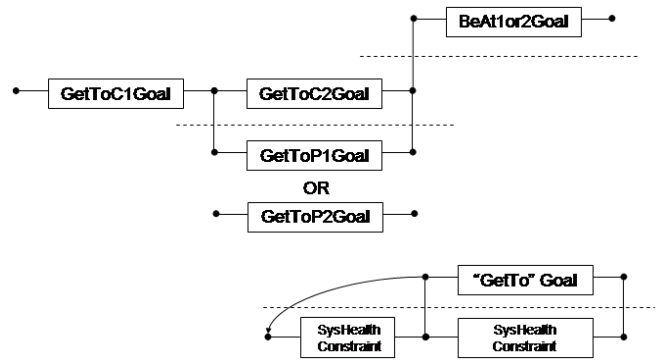 BeAt1or2Goal
GetToC1Goal
GetToC2Goal
GetToP1Goal
OR
GetToP2Goal
“GetTo” Goal
SysHealth
Constraint
SysHealth
Constraint